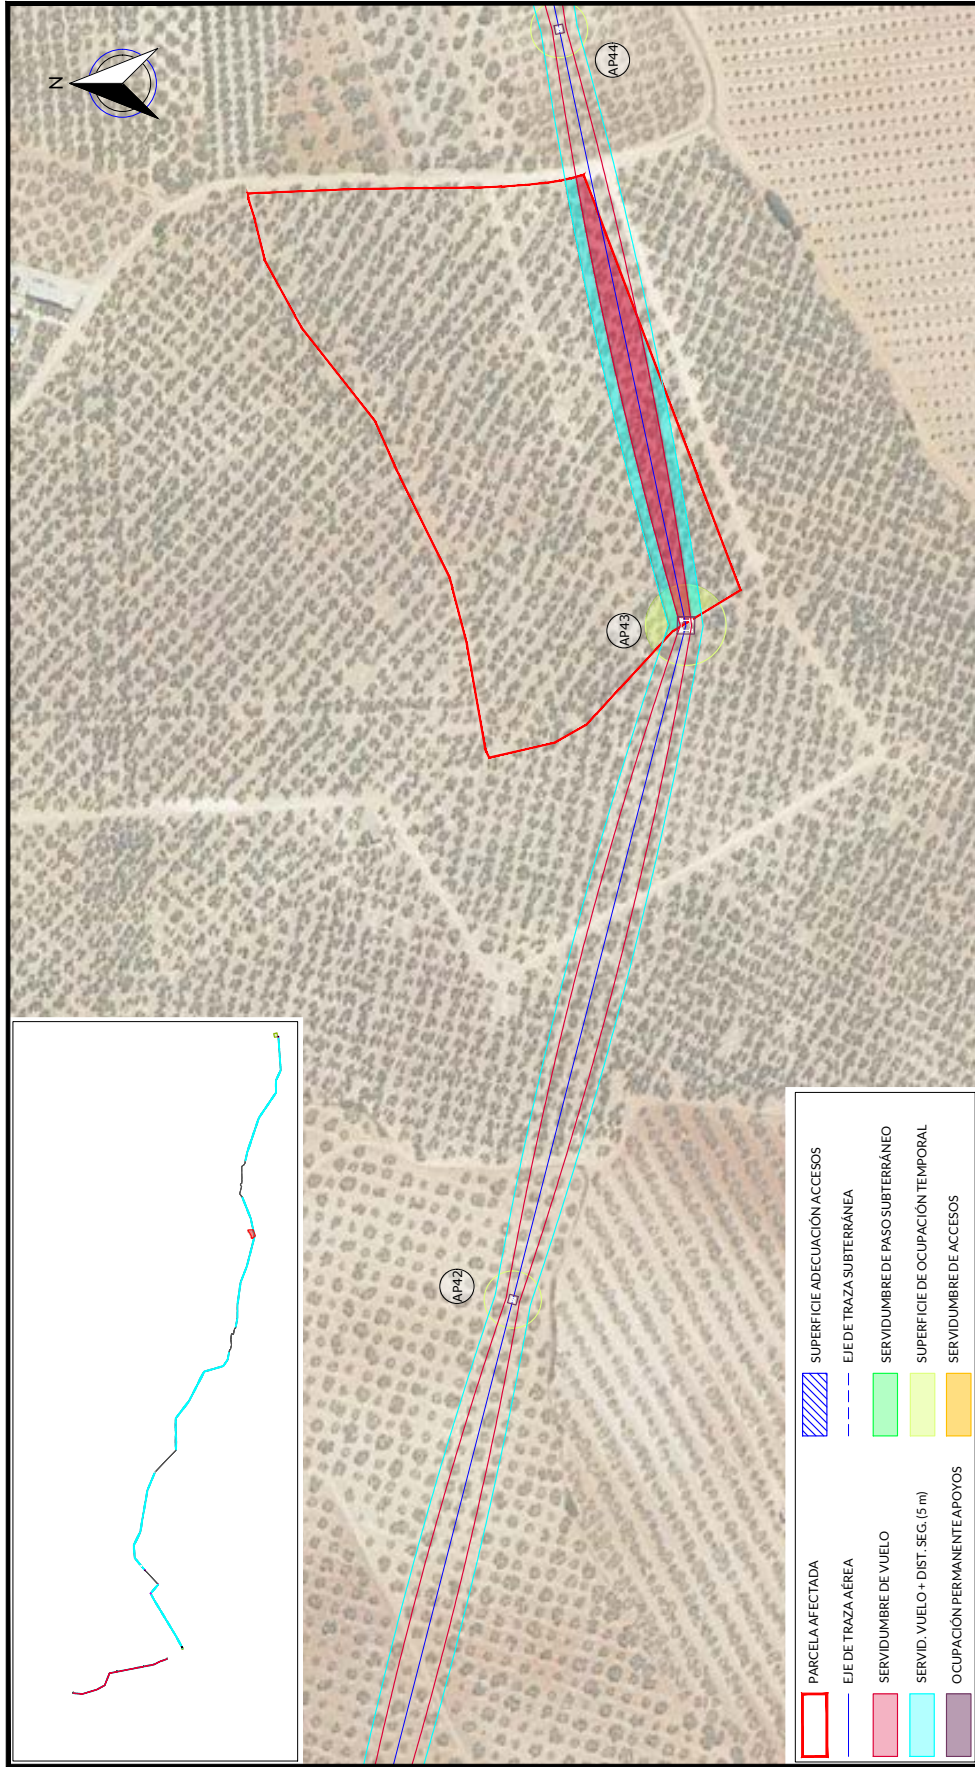 N
AP44
AP43
AP42
PARCELA AFECTADA
EJE DE TRAZA AÉREA
SERVIDUMBRE DE VUELO
SERVID. VUELO + DIST. SEG. (5 m)
OCUPACIÓN PERMANENTE APOYOS
SUPERFICIE ADECUACIÓN ACCESOS
EJE DE TRAZA SUBTERRÁNEA
SERVIDUMBRE DE PASO SUBTERRÁNEO
SUPERFICIE DE OCUPACIÓN TEMPORAL
SERVIDUMBRE DE ACCESOS